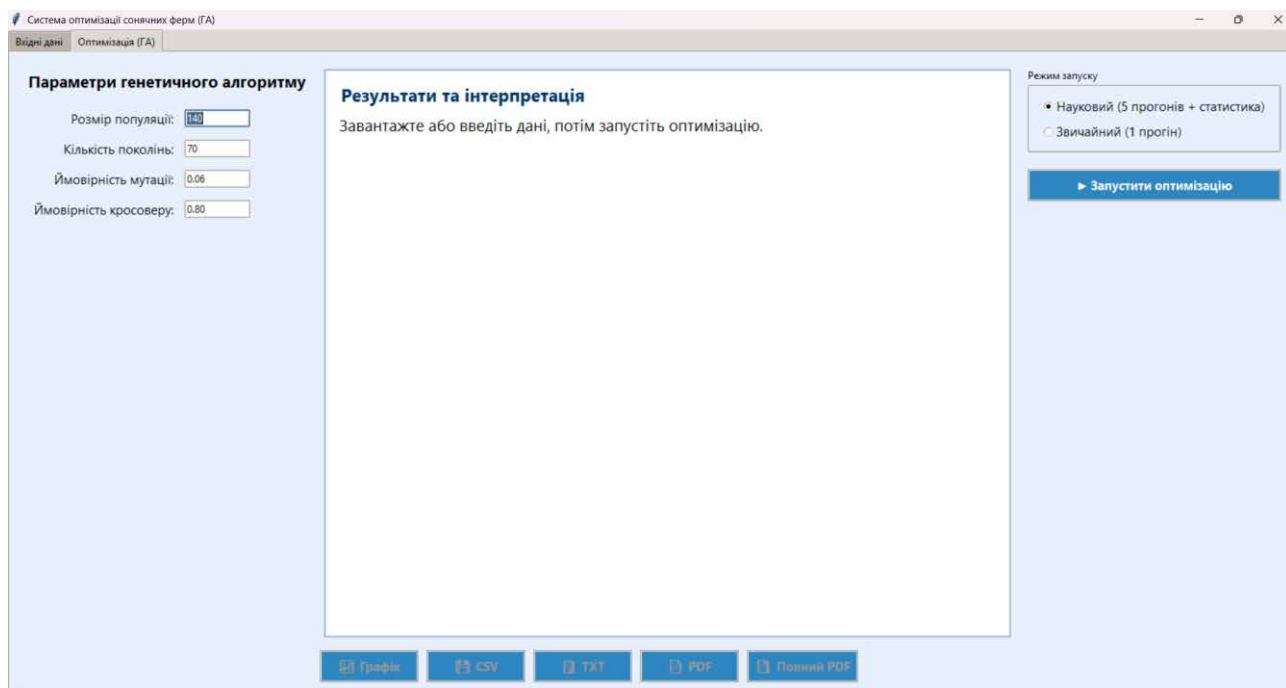 Система оптимізації сонячних ферм (ГА)
Вхідні дані
Оптимізація (ГА)
Параметри генетичного алгоритму
Розмір популяції: 140
Кількість поколінь: 70
Ймовірність мутації: 0.06
Ймовірність кросоверу: 0.80
Результати та інтерпретація
Завантажте або введіть дані, потім запустіть оптимізацію.
Режим запуску
Науковий (5 прогонів + статистика)
Звичайний (1 прогін)
► Запустити оптимізацію
Графік
CSV
TXT
PDF
Повний PDF